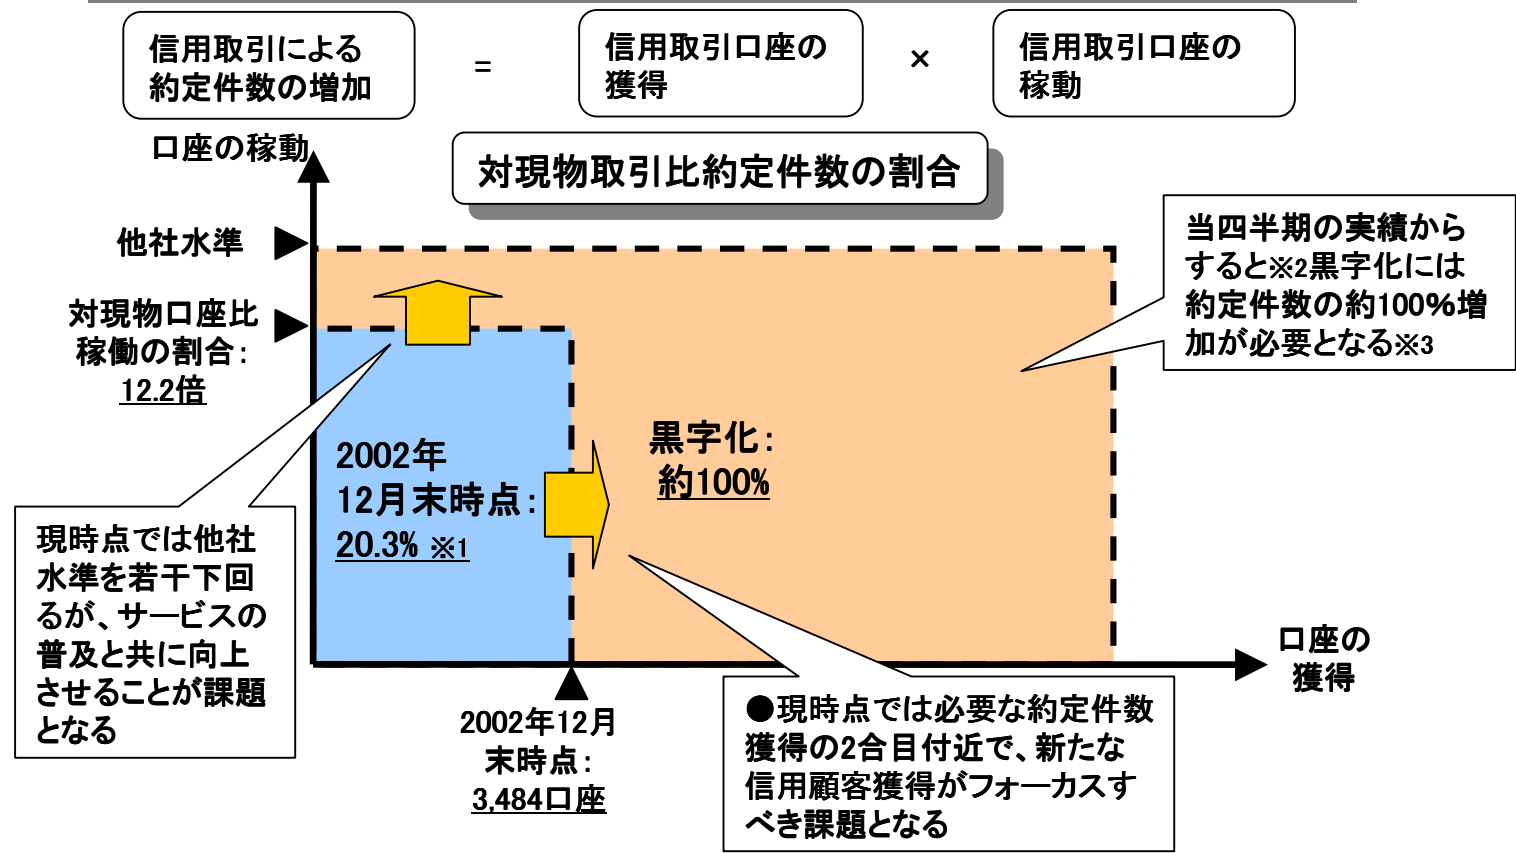 信用取引による
約定件数の増加
=
信用取引口座の
獲得
×
信用取引口座の
稼動
口座の稼動
対現物取引比約定件数の割合
他社水準
対現物口座比
稼働の割合：
12.2倍
当四半期の実績から
すると※2黒字化には
約定件数の約100%増
加が必要となる※3
黒字化：
約100%
2002年
12月末時点：
20.3% ※1
現時点では他社
水準を若干下回
るが、サービスの
普及と共に向上
させることが課題
となる
口座の
獲得
2002年12月
末時点：
3,484口座
●現時点では必要な約定件数
獲得の2合目付近で、新たな
信用顧客獲得がフォーカスす
べき課題となる